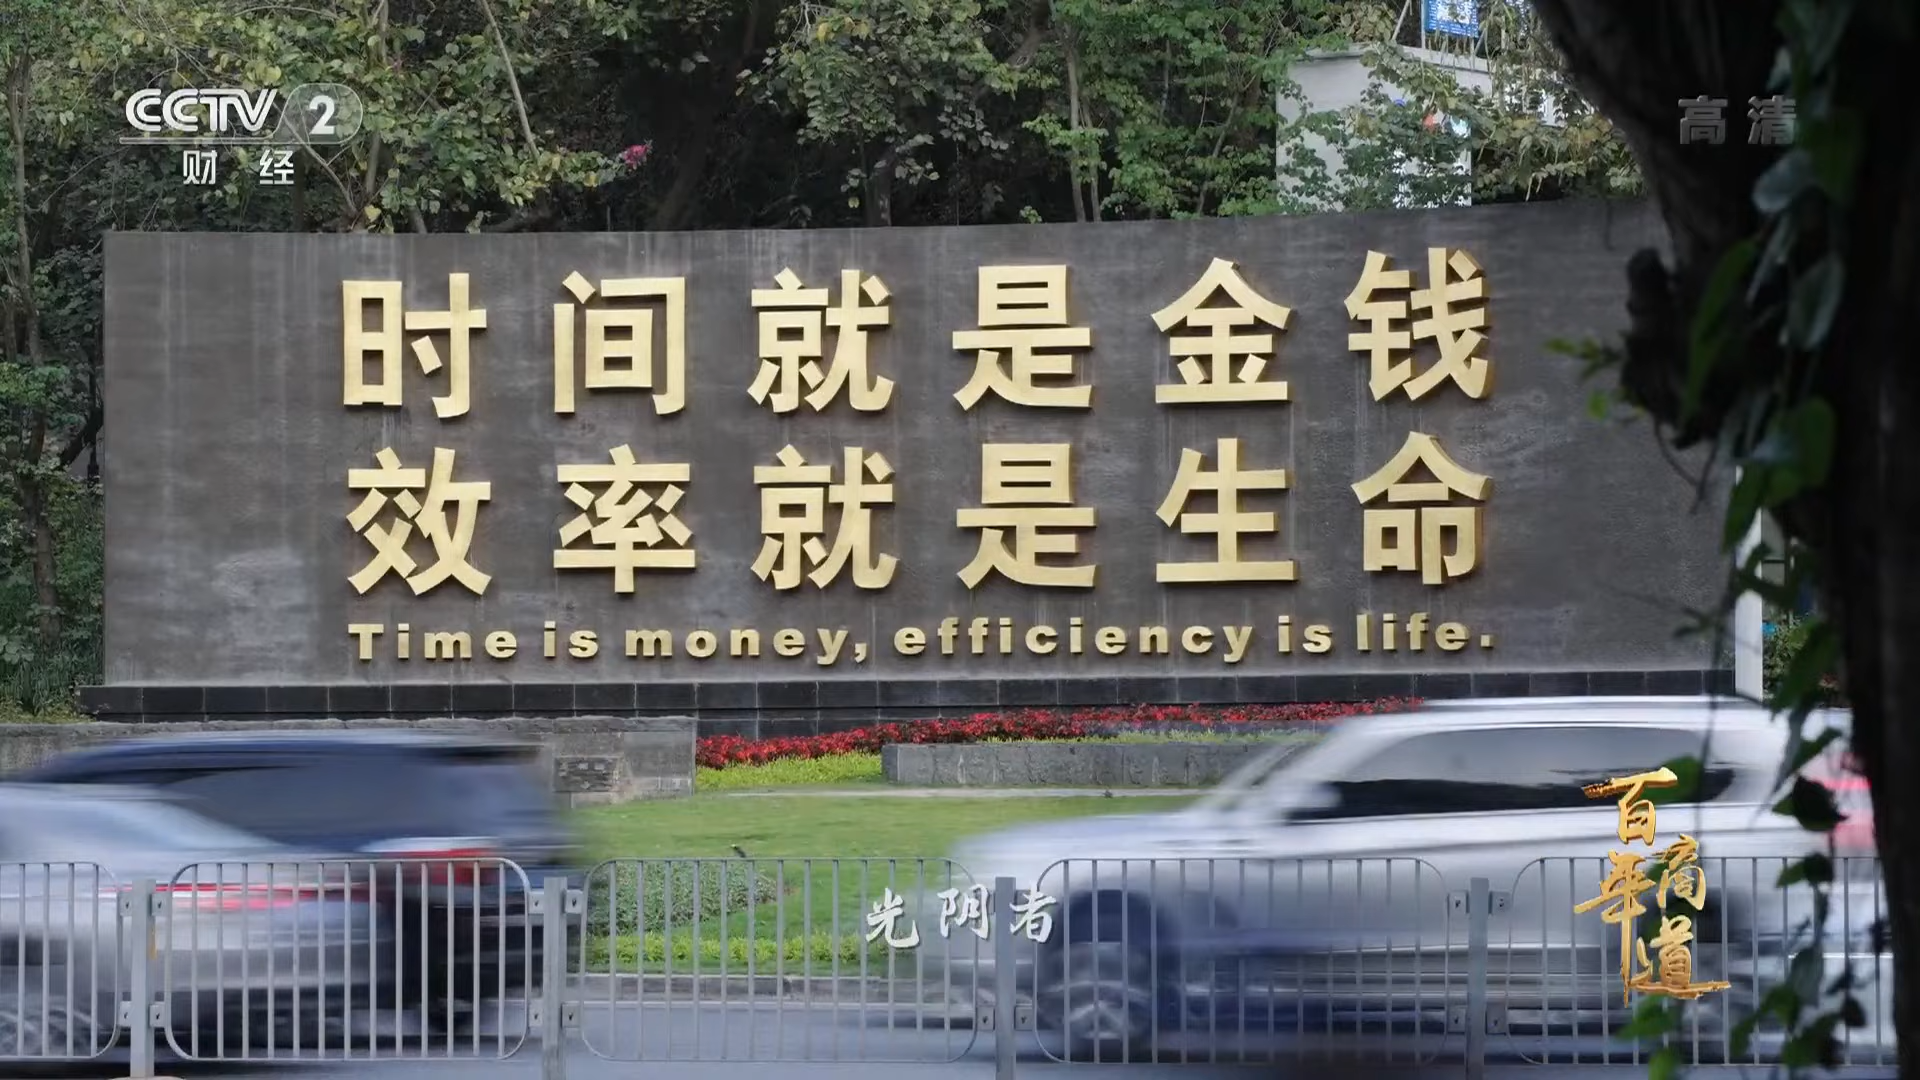 CCTV 2
财经
高清
时间就是金钱
效率就是生命
Time is money, efficiency is life.
光阴者
百年商道